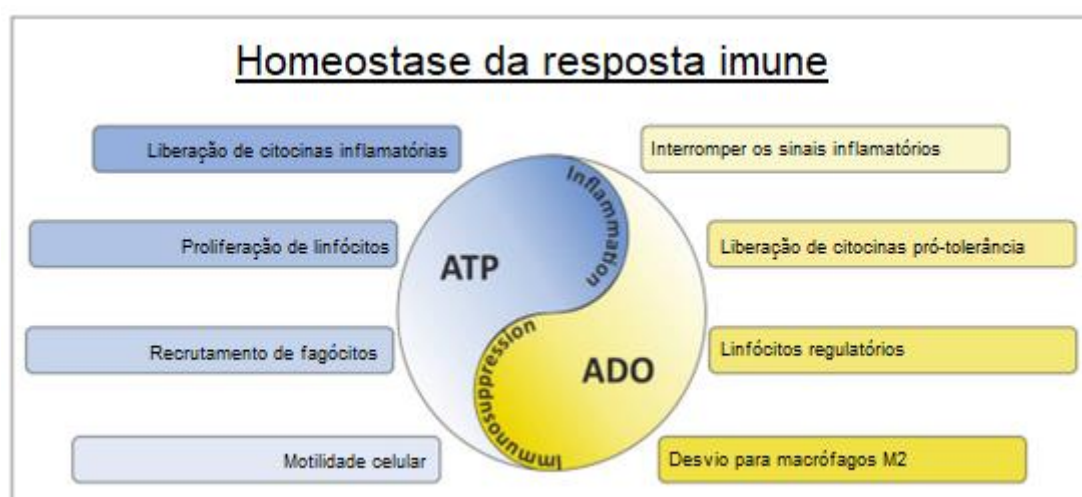 Homeostase da resposta imune
Liberação de citocinas inflamatórias
Proliferação de linfócitos
Recrutamento de fagócitos
Motilidade celular
ATP
Inflammation
Immunosuppression
ADO
Interromper os sinais inflamatórios
Liberação de citocinas pró-tolerância
Linfócitos regulatórios
Desvio para macrófagos M2